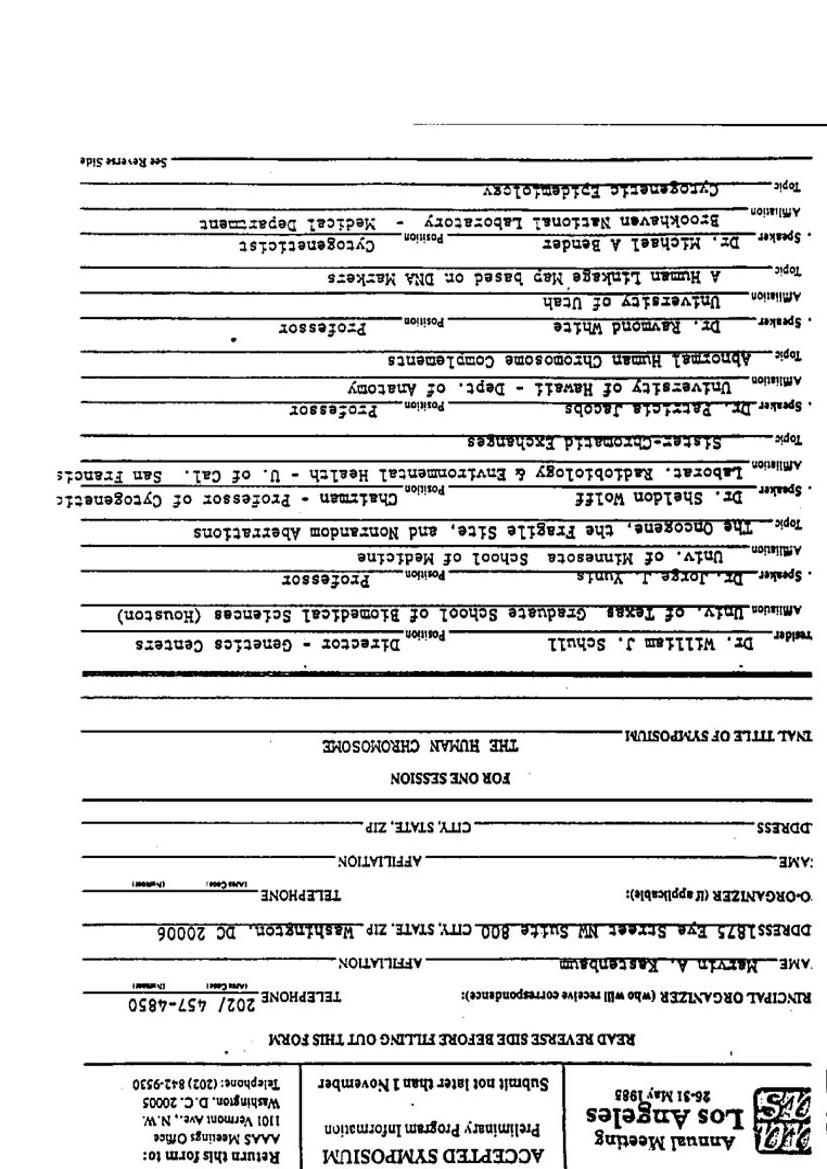 Annual Meeting
Los Angeles
26-31 May 1985
ACCEPTED SYMPOSIUM
Preliminary Program Information
Submit not later than 1 November
Return this form to:
AAAS Meetings Office
1101 Vermont Ave., N.W.
Washington, D.C. 20005
Telephone: (202) 842-9530
READ REVERSE SIDE BEFORE FILLING OUT THIS FORM
RINCIPAL ORGANIZER (who will receive correspondence): TELEPHONE 202/ 457-4850
(Area Code) (Number)
AME Marvin A. Kastenbaum AFFILIATION
DDRESS 1875 Eye Street NW Suite 800 CITY, STATE, ZIP Washington, DC 20006
O-ORGANIZER (if applicable): TELEPHONE
(Area Code) (Number)
AME AFFILIATION
DDRESS CITY, STATE, ZIP
FOR ONE SESSION
INAL TITLE OF SYMPOSIUM THE HUMAN CHROMOSOME
resider Dr. William J. Schull Position Director - Genetics Centers
Affiliation Univ. of Texas Graduate School of Biomedical Sciences (Houston)
. Speaker Dr. Jorge J. Yunis Position Professor
Affiliation Univ. of Minnesota School of Medicine
Topic The Oncogene, the Fragile Site, and Nonrandom Aberrations
. Speaker Dr. Sheldon Wolff Position Chairman - Professor of Cytogenetic
Affiliation Laborat. Radiobiology & Environmental Health - U. of Cal. San Francis
Topic Sister-Chromatid Exchanges
. Speaker Dr. Patricia Jacobs Position Professor
Affiliation University of Hawaii - Dept. of Anatomy
Topic Abnormal Human Chromosome Complements
. Speaker Dr. Raymond White Position Professor
Affiliation University of Utah
Topic A Human Linkage Map based on DNA Markers
. Speaker Dr. Michael A Bender Position Cytogeneticist
Affiliation Brookhaven National Laboratory - Medical Department
Topic Cytogenetic Epidemiology
See Reverse Side